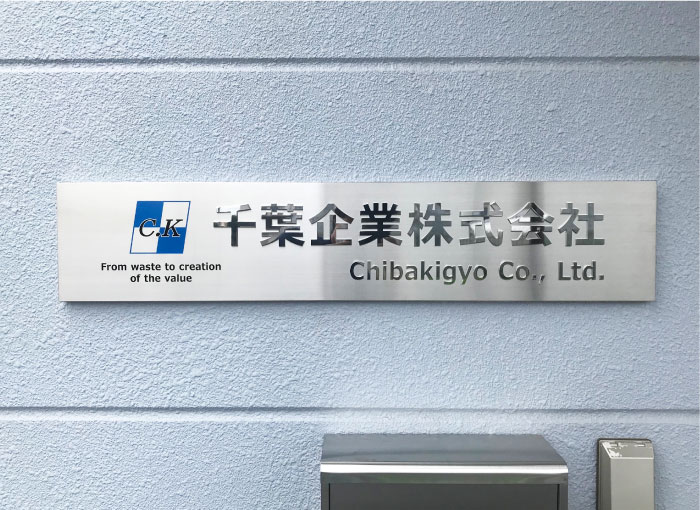 C.K
From waste to creation
of the value
千葉企業株式会社
Chibakigyo Co., Ltd.